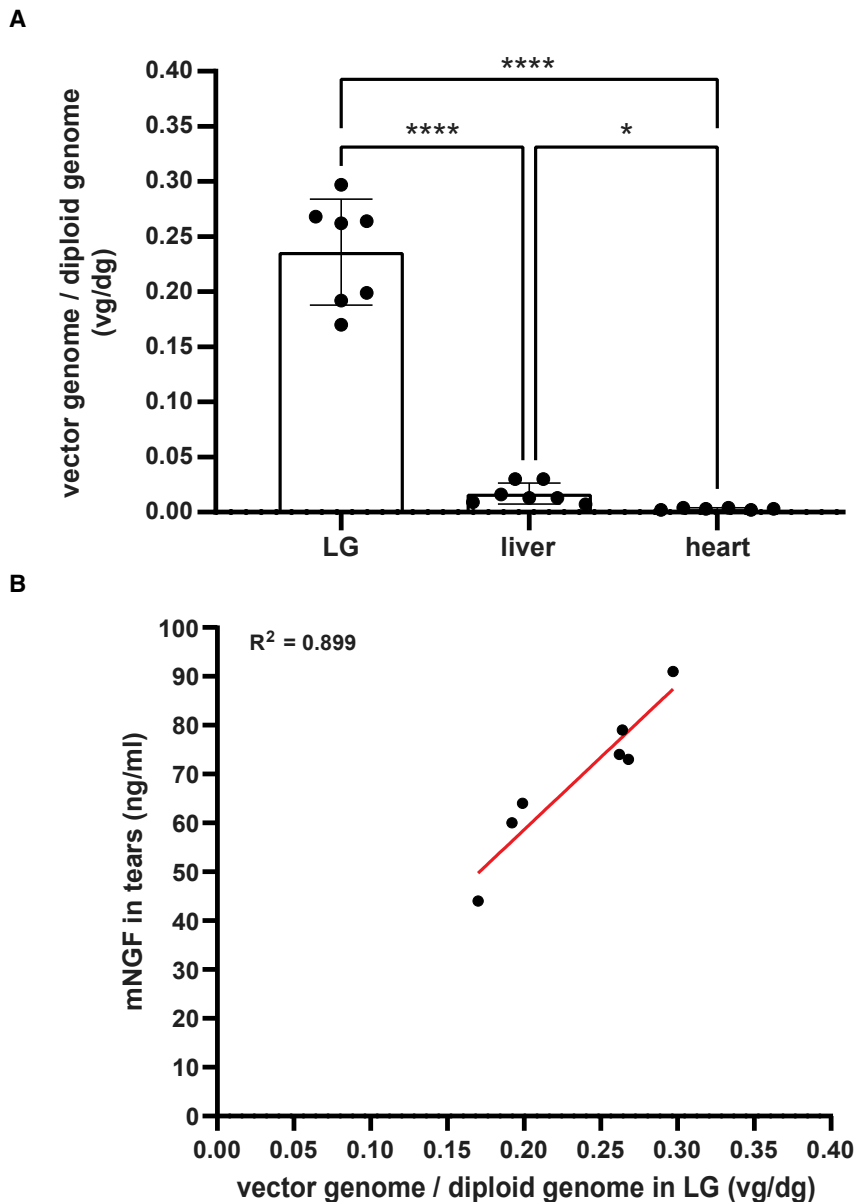 A
0.40
0.35
0.30
0.25
0.20
0.15
0.10
0.05
0.00
vector genome / diploid genome
(vg/dg)
****
****
*
LG
liver
heart
B
100
90
80
70
60
50
40
30
20
10
0
mNGF in tears (ng/ml)
R² = 0.899
0.00 0.05 0.10 0.15 0.20 0.25 0.30 0.35 0.40
vector genome / diploid genome in LG (vg/dg)